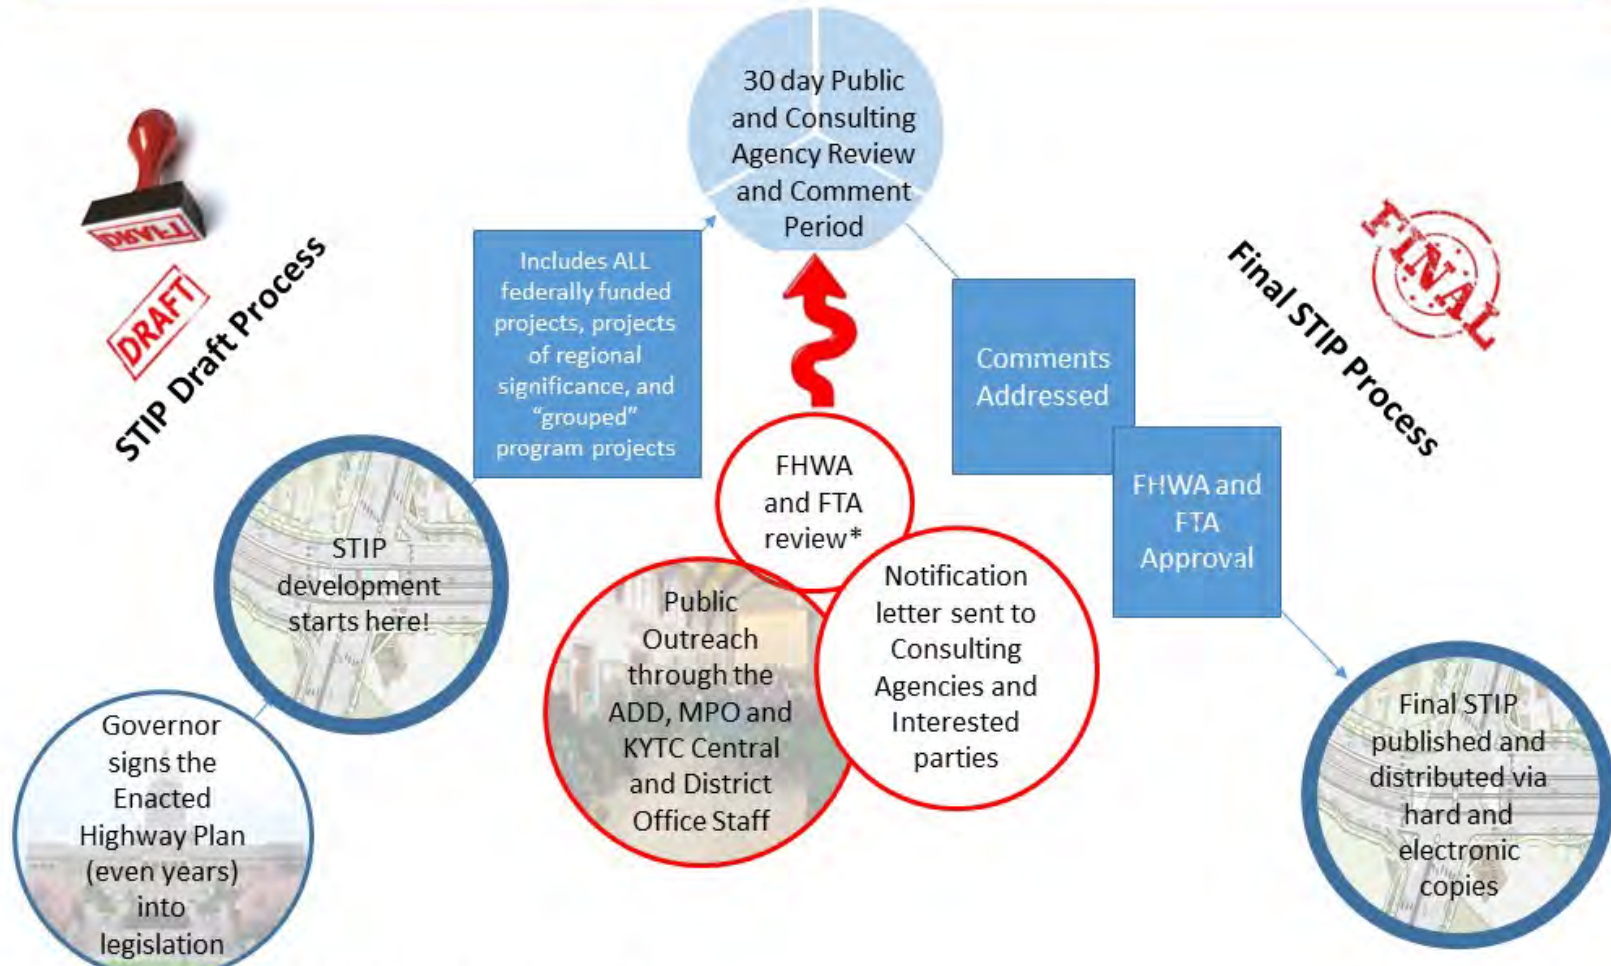 30 day Public
and Consulting
Agency Review
and Comment
Period
DRAFT
DRAFT
STIP Draft Process
Includes ALL
federally funded
projects, projects
of regional
significance, and
“grouped”
program projects
STIP
development
starts here!
Governor
signs the
Enacted
Highway Plan
(even years)
into
legislation
FHWA
and FTA
review*
Public
Outreach
through the
ADD, MPO and
KYTC Central
and District
Office Staff
Notification
letter sent to
Consulting
Agencies and
Interested
parties
Comments
Addressed
FHWA and
FTA
Approval
FINAL
Final STIP Process
Final STIP
published and
distributed via
hard and
electronic
copies